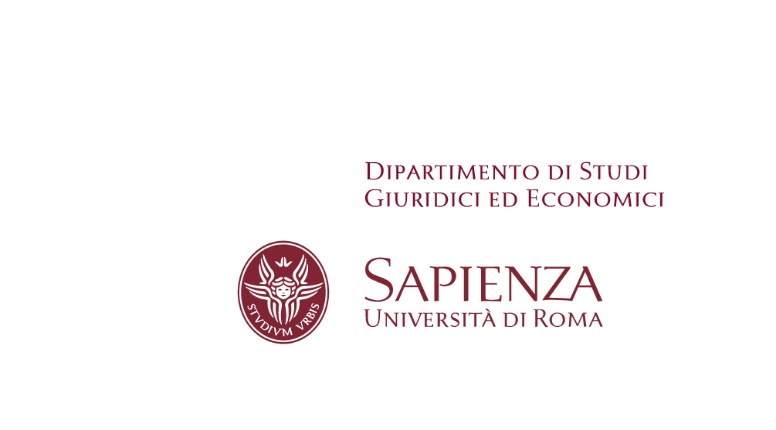 Dipartimento di Studi
Giuridici ed Economici
Sapienza
Università di Roma
STVDIVM VRBIS